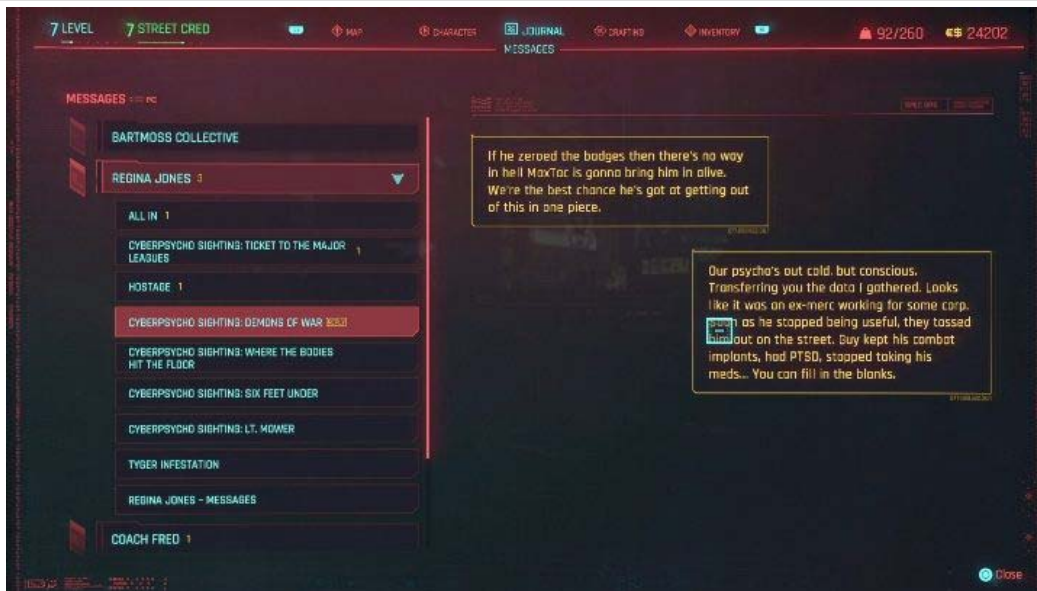 7 LEVEL
7 STREET CRED
MAP
CHARACTER
JOURNAL
CRAFTING
INVENTORY
92/260
€$ 24202
MESSAGES
MESSAGES
BARTMOSS COLLECTIVE
REGINA JONES 3
ALL IN 1
CYBERPSYCHO SIGHTING: TICKET TO THE MAJOR
LEAGUES 1
HOSTAGE 1
CYBERPSYCHO SIGHTING: DEMONS OF WAR
CYBERPSYCHO SIGHTING: WHERE THE BODIES
HIT THE FLOOR
CYBERPSYCHO SIGHTING: SIX FEET UNDER
CYBERPSYCHO SIGHTING: LT. MOWER
TYGER INFESTATION
REGINA JONES - MESSAGES
COACH FRED 1
If he zeroed the badges then there's no way
in hell MaxTac is gonna bring him in alive.
We're the best chance he's got at getting out
of this in one piece.
Our psycho's out cold, but conscious.
Transferring you the data I gathered. Looks
like it was an ex-merc working for some corp.
as he stopped being useful, they tossed
out on the street. Guy kept his combat
implants, had PTSD, stopped taking his
meds... You can fill in the blanks.
Close